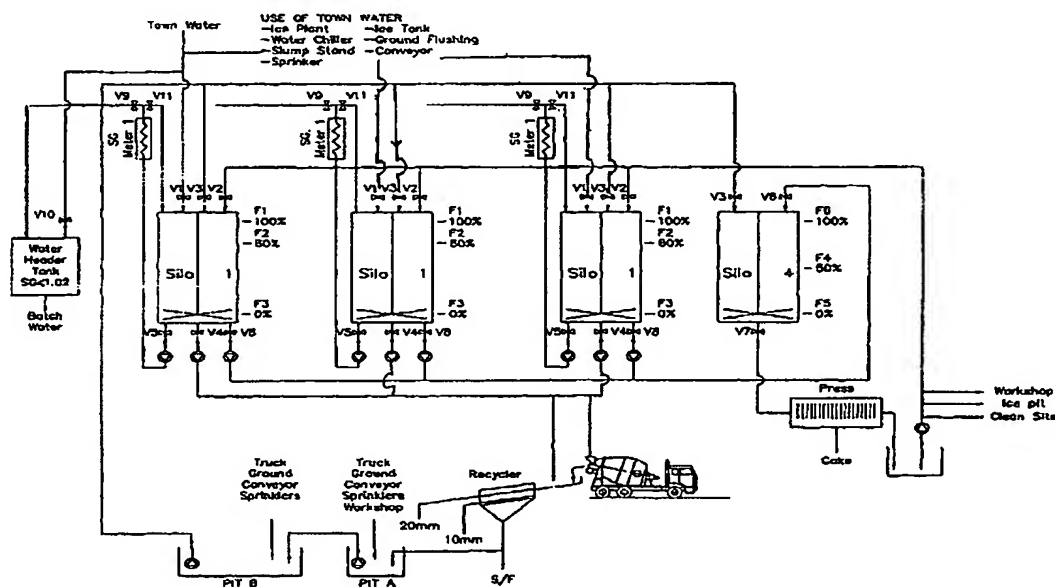 USE OF TOWN WATER
Town Water
-Ice Plant -Ice Tank
-Water Chiller -Ground Flushing
-Slump Stand -Conveyor
-Sprinker
V9 V11 V9 V11 V9 V11
SG Meter 1
SG. Meter 1
SG Meter 1
V10
V1 V3 V2 V1 V3 V2 V1 V3 V2 V3 V6
Water
Header
Tank
SG<1.02
Batch
Water
Silo 1
F1
100%
F2
80%
F3
0%
Silo 1
F1
100%
F2
80%
F3
0%
Silo 1
F1
100%
F2
80%
F3
0%
Silo 4
F6
100%
F4
50%
F5
0%
V5 V4 V6 V5 V4 V6 V5 V4 V6 V7
Press
Cake
Workshop
Ice pit
Clean Site
Truck
Ground
Conveyor
Sprinklers
Truck
Ground
Conveyor
Sprinklers
Workshop
Recycler
20mm
10mm
S/F
PIT B
PIT A